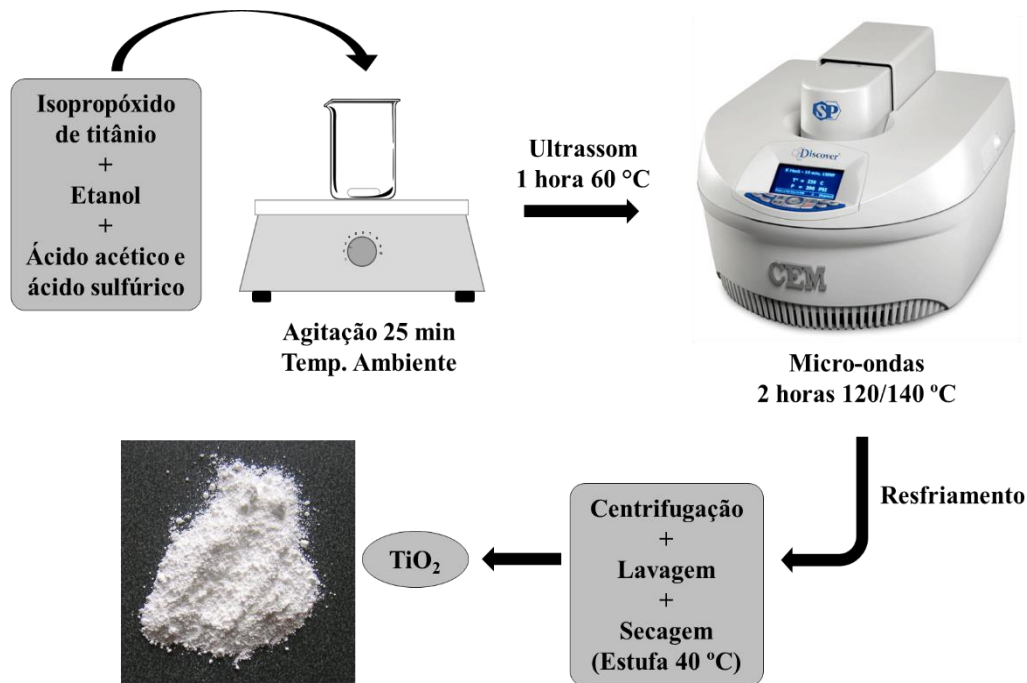 Isopropóxido
de titânio
+
Etanol
+
Ácido acético e
ácido sulfúrico
Agitação 25 min
Temp. Ambiente
Ultrassom
1 hora 60 °C
SP
Discover
CEM
Micro-ondas
2 horas 120/140 ºC
Resfriamento
Centrifugação
+
Lavagem
+
Secagem
(Estufa 40 ºC)
TiO₂